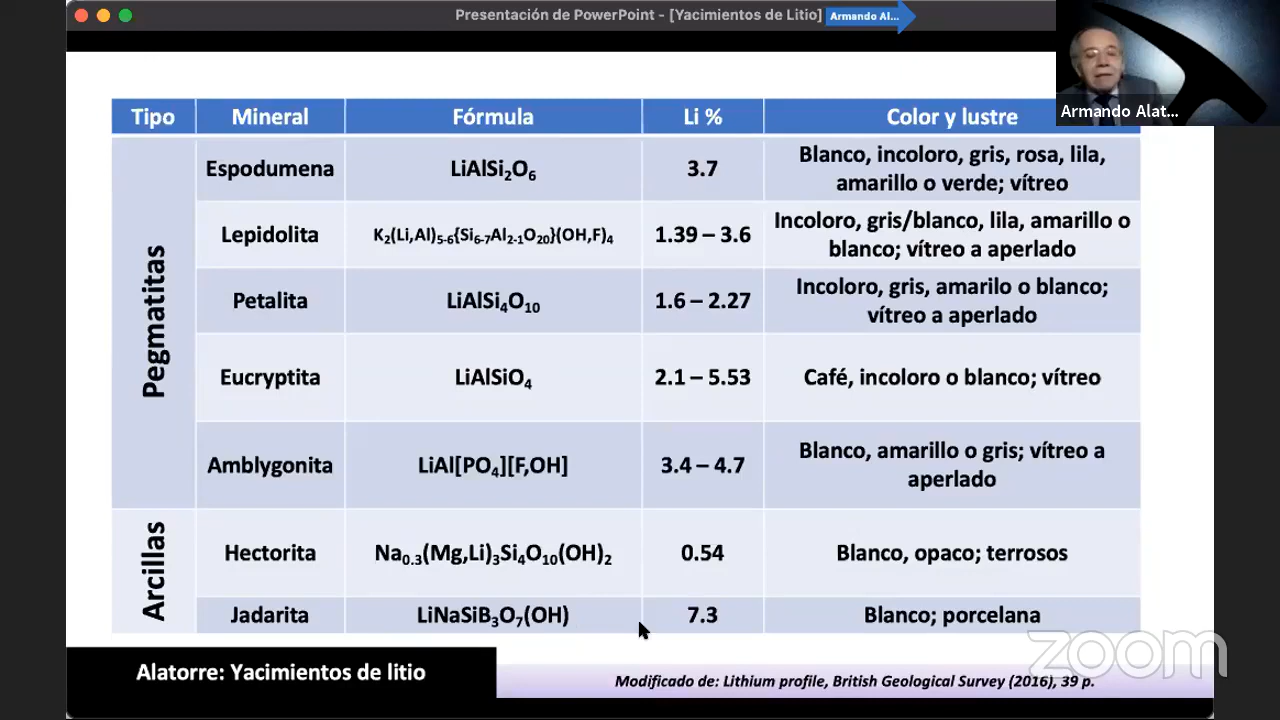 Presentación de PowerPoint - [Yacimientos de Litio]
Armando Al...
Armando Alat...
Tipo Mineral Fórmula Li % Color y lustre
Pegmatitas
Espodumena LiAlSi₂O₆ 3.7 Blanco, incoloro, gris, rosa, lila,
amarillo o verde; vítreo
Lepidolita K₂(Li,Al)₅₋₆{Si₆₋₇Al₂₋₁O₂₀}(OH,F)₄ 1.39 – 3.6 Incoloro, gris/blanco, lila, amarillo o
blanco; vítreo a aperlado
Petalita LiAlSi₄O₁₀ 1.6 – 2.27 Incoloro, gris, amarilo o blanco;
vítreo a aperlado
Eucryptita LiAlSiO₄ 2.1 – 5.53 Café, incoloro o blanco; vítreo
Amblygonita LiAl[PO₄][F,OH] 3.4 – 4.7 Blanco, amarillo o gris; vítreo a
aperlado
Arcillas
Hectorita Na₀.₃(Mg,Li)₃Si₄O₁₀(OH)₂ 0.54 Blanco, opaco; terrosos
Jadarita LiNaSiB₃O₇(OH) 7.3 Blanco; porcelana
zoom
Alatorre: Yacimientos de litio
Modificado de: Lithium profile, British Geological Survey (2016), 39 p.